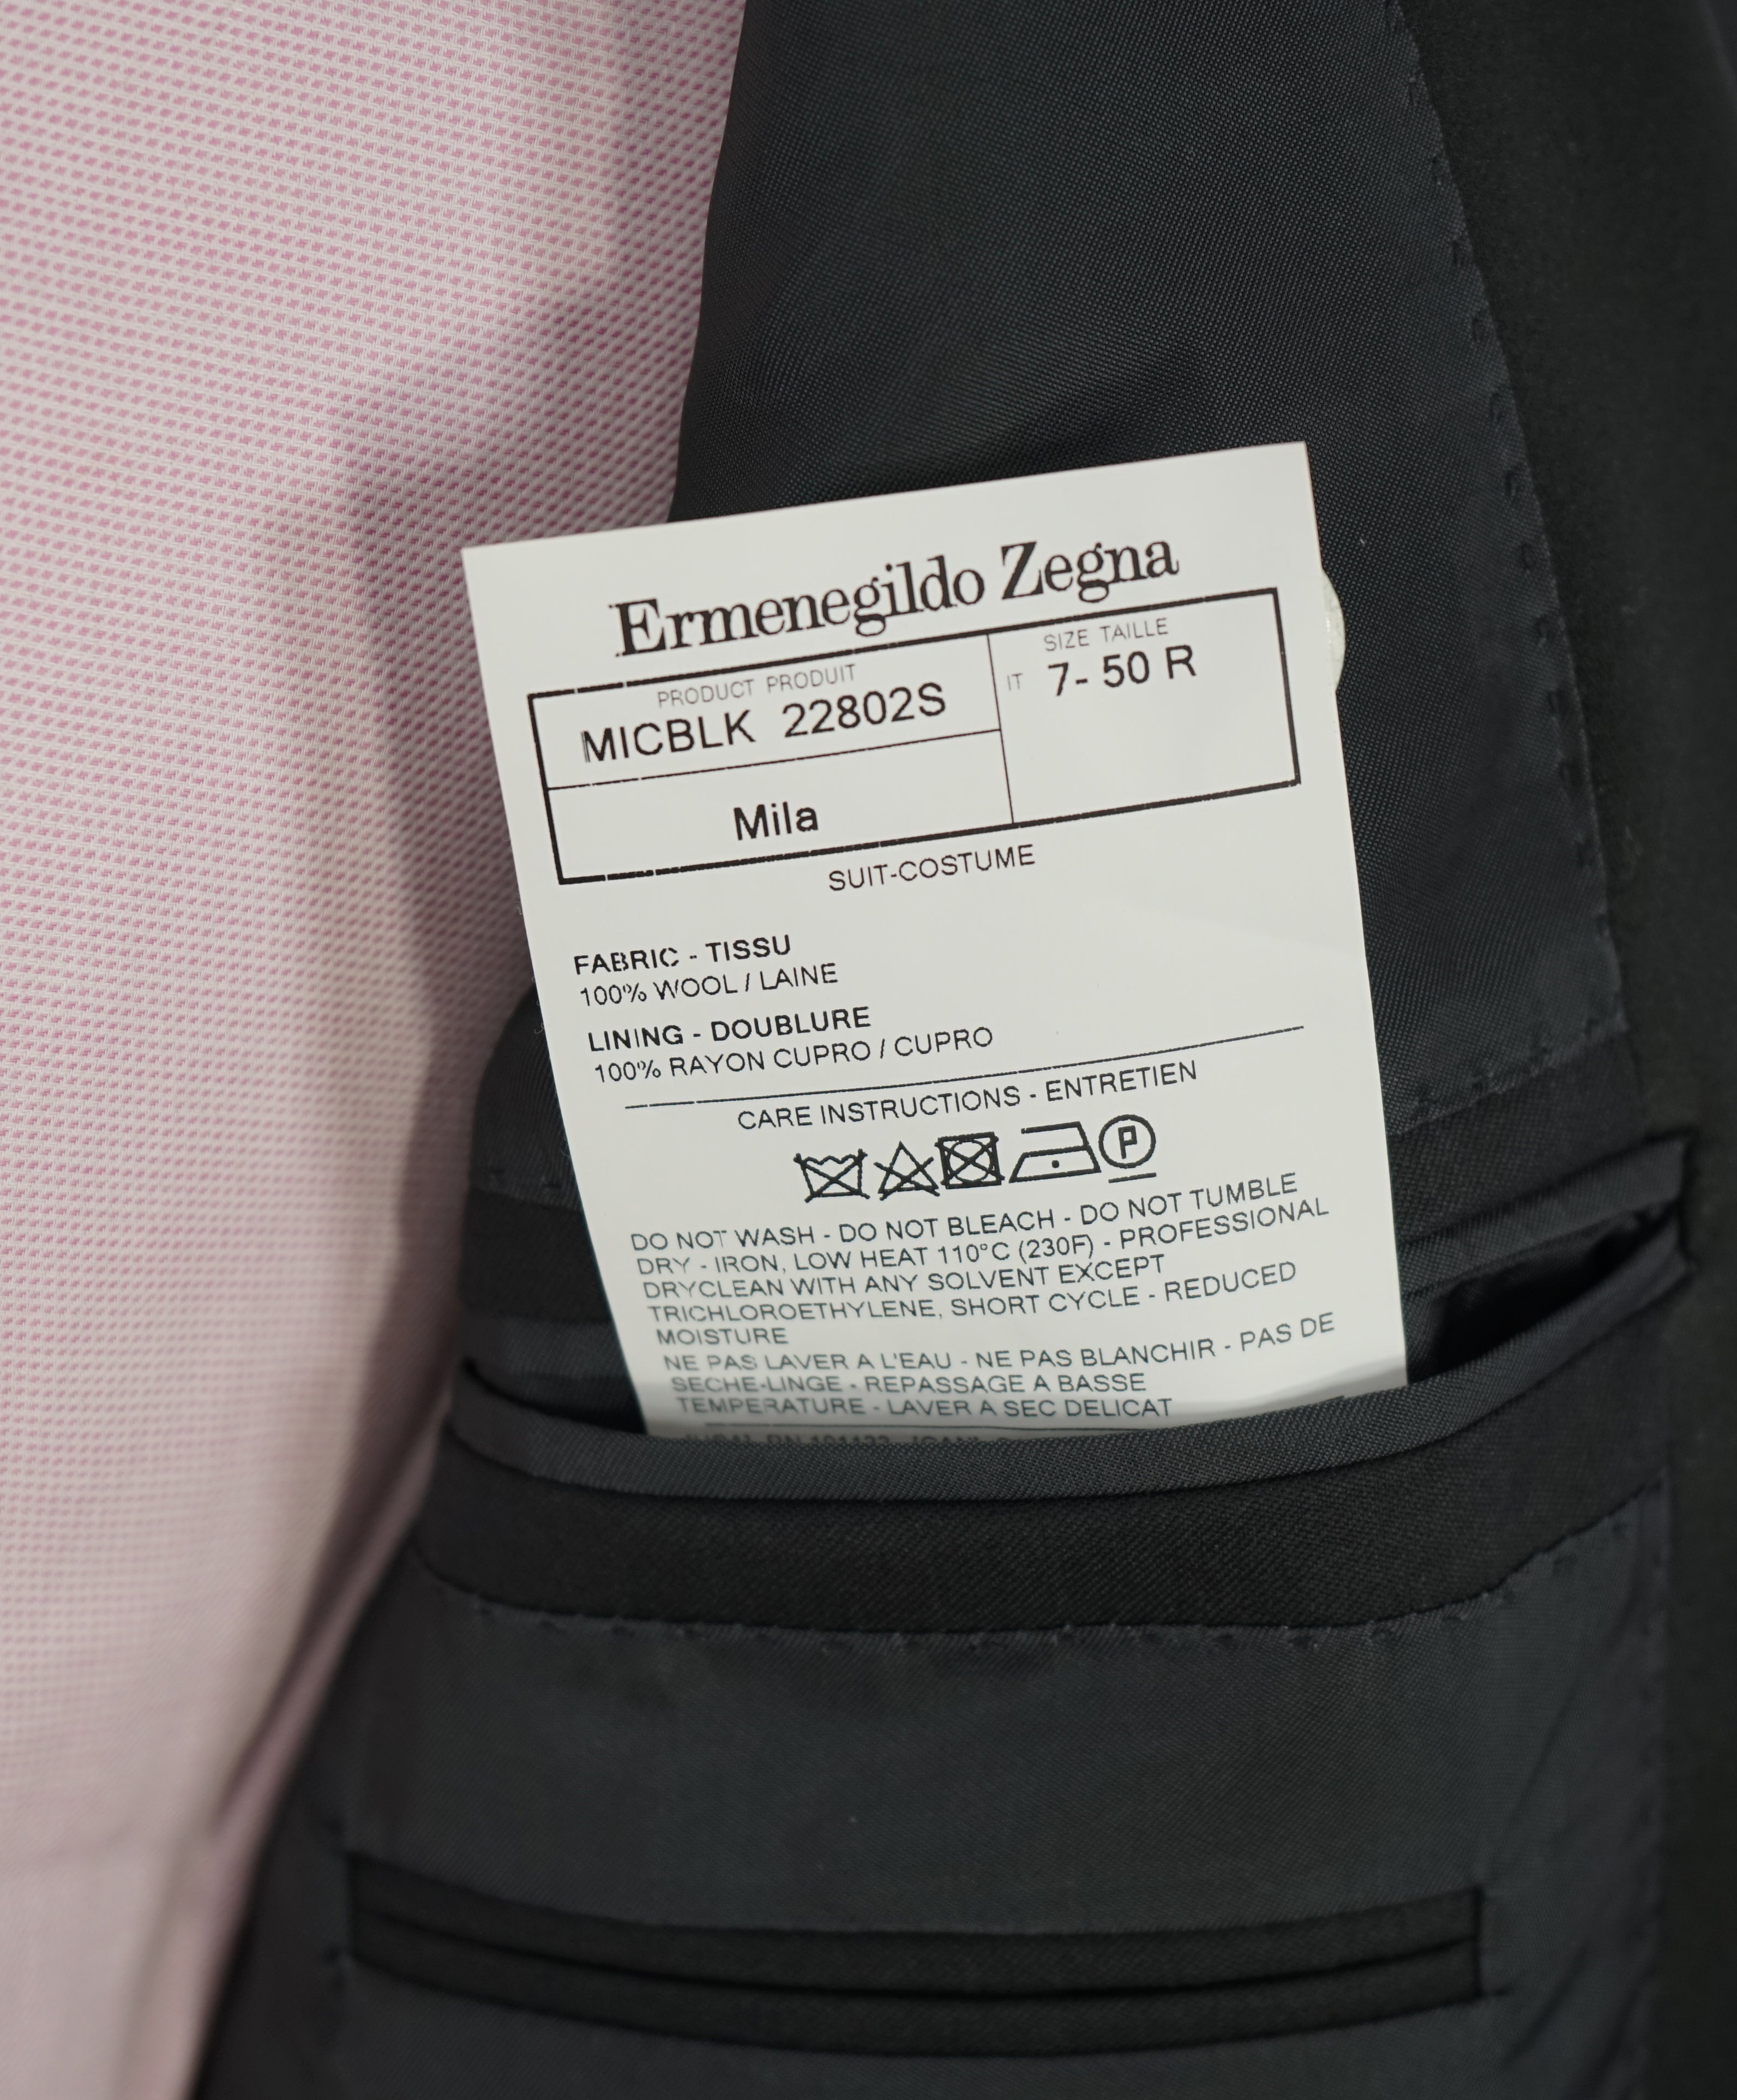 Ermenegildo Zegna
PRODUCT PRODUIT
MICBLK 22802S
Mila
SIZE TAILLE
IT 7- 50 R
SUIT-COSTUME
FABRIC - TISSU
100% WOOL / LAINE
LINING - DOUBLURE
100% RAYON CUPRO / CUPRO
CARE INSTRUCTIONS - ENTRETIEN
P
DO NOT WASH - DO NOT BLEACH - DO NOT TUMBLE
DRY - IRON, LOW HEAT 110°C (230F) - PROFESSIONAL
DRYCLEAN WITH ANY SOLVENT EXCEPT
TRICHLOROETHYLENE, SHORT CYCLE - REDUCED
MOISTURE
NE PAS LAVER A L'EAU - NE PAS BLANCHIR - PAS DE
SECHE-LINGE - REPASSAGE A BASSE
TEMPERATURE - LAVER A SEC DELICAT